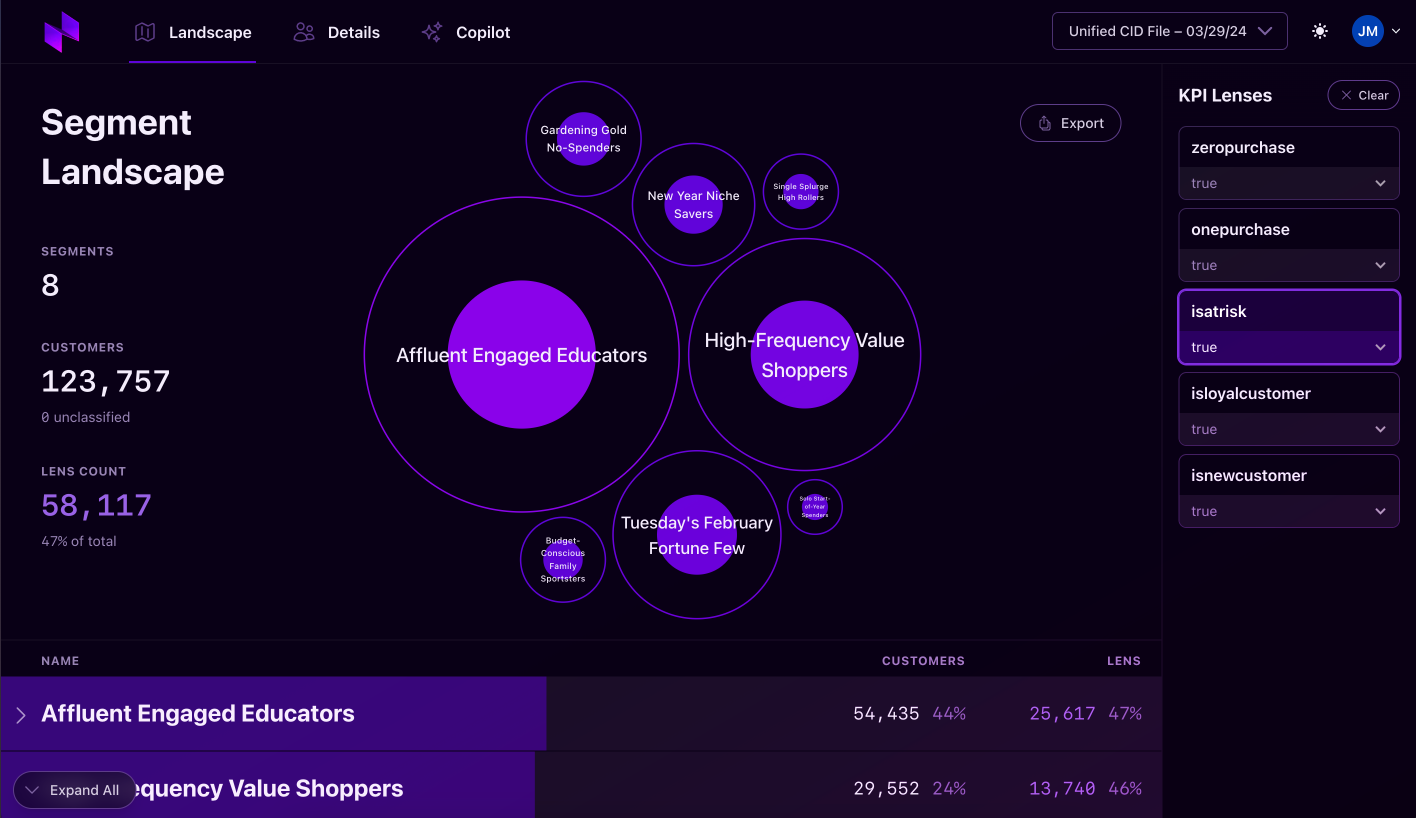 Landscape
Details
Copilot
Unified CID File – 03/29/24
JM
Segment
Landscape
SEGMENTS
8
CUSTOMERS
123,757
0 unclassified
LENS COUNT
58,117
47% of total
Gardening Gold
No-Spenders
New Year Niche
Savers
Single Splurge
High Rollers
Affluent Engaged Educators
High-Frequency Value
Shoppers
Tuesday's February
Fortune Few
Solo Start-
of-Year
Spenders
Budget-
Conscious
Family
Sportsters
Export
KPI Lenses
Clear
zeropurchase
true
onepurchase
true
isatrisk
true
isloyalcustomer
true
isnewcustomer
true
NAME CUSTOMERS LENS
Affluent Engaged Educators 54,435 44% 25,617 47%
Expand All
equency Value Shoppers 29,552 24% 13,740 46%